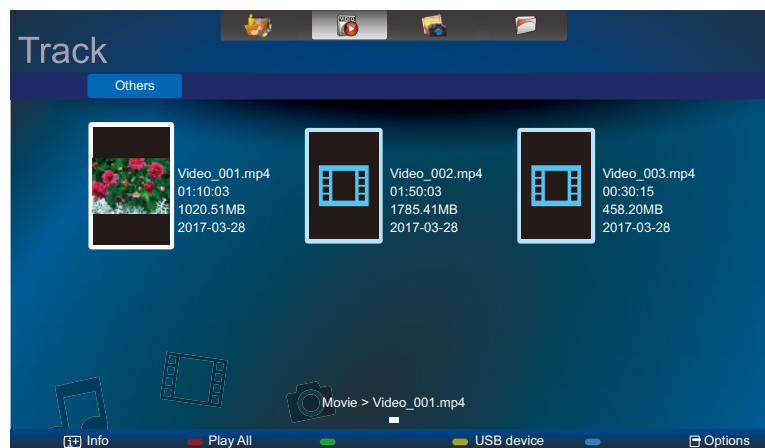 VIDEO
Track
Others
Video_001.mp4
01:10:03
1020.51MB
2017-03-28
Video_002.mp4
01:50:03
1785.41MB
2017-03-28
Video_003.mp4
00:30:15
458.20MB
2017-03-28
Movie > Video_001.mp4
i+ Info
Play All
USB device
Options